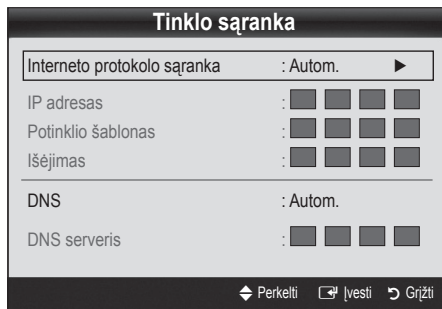 Tinklo sąranka
Interneto protokolo sąranka : Autom. ▶
IP adresas :
Potinklio šablonas :
Išėjimas :
DNS : Autom.
DNS serveris :
Perkelti Įvesti Grįžti